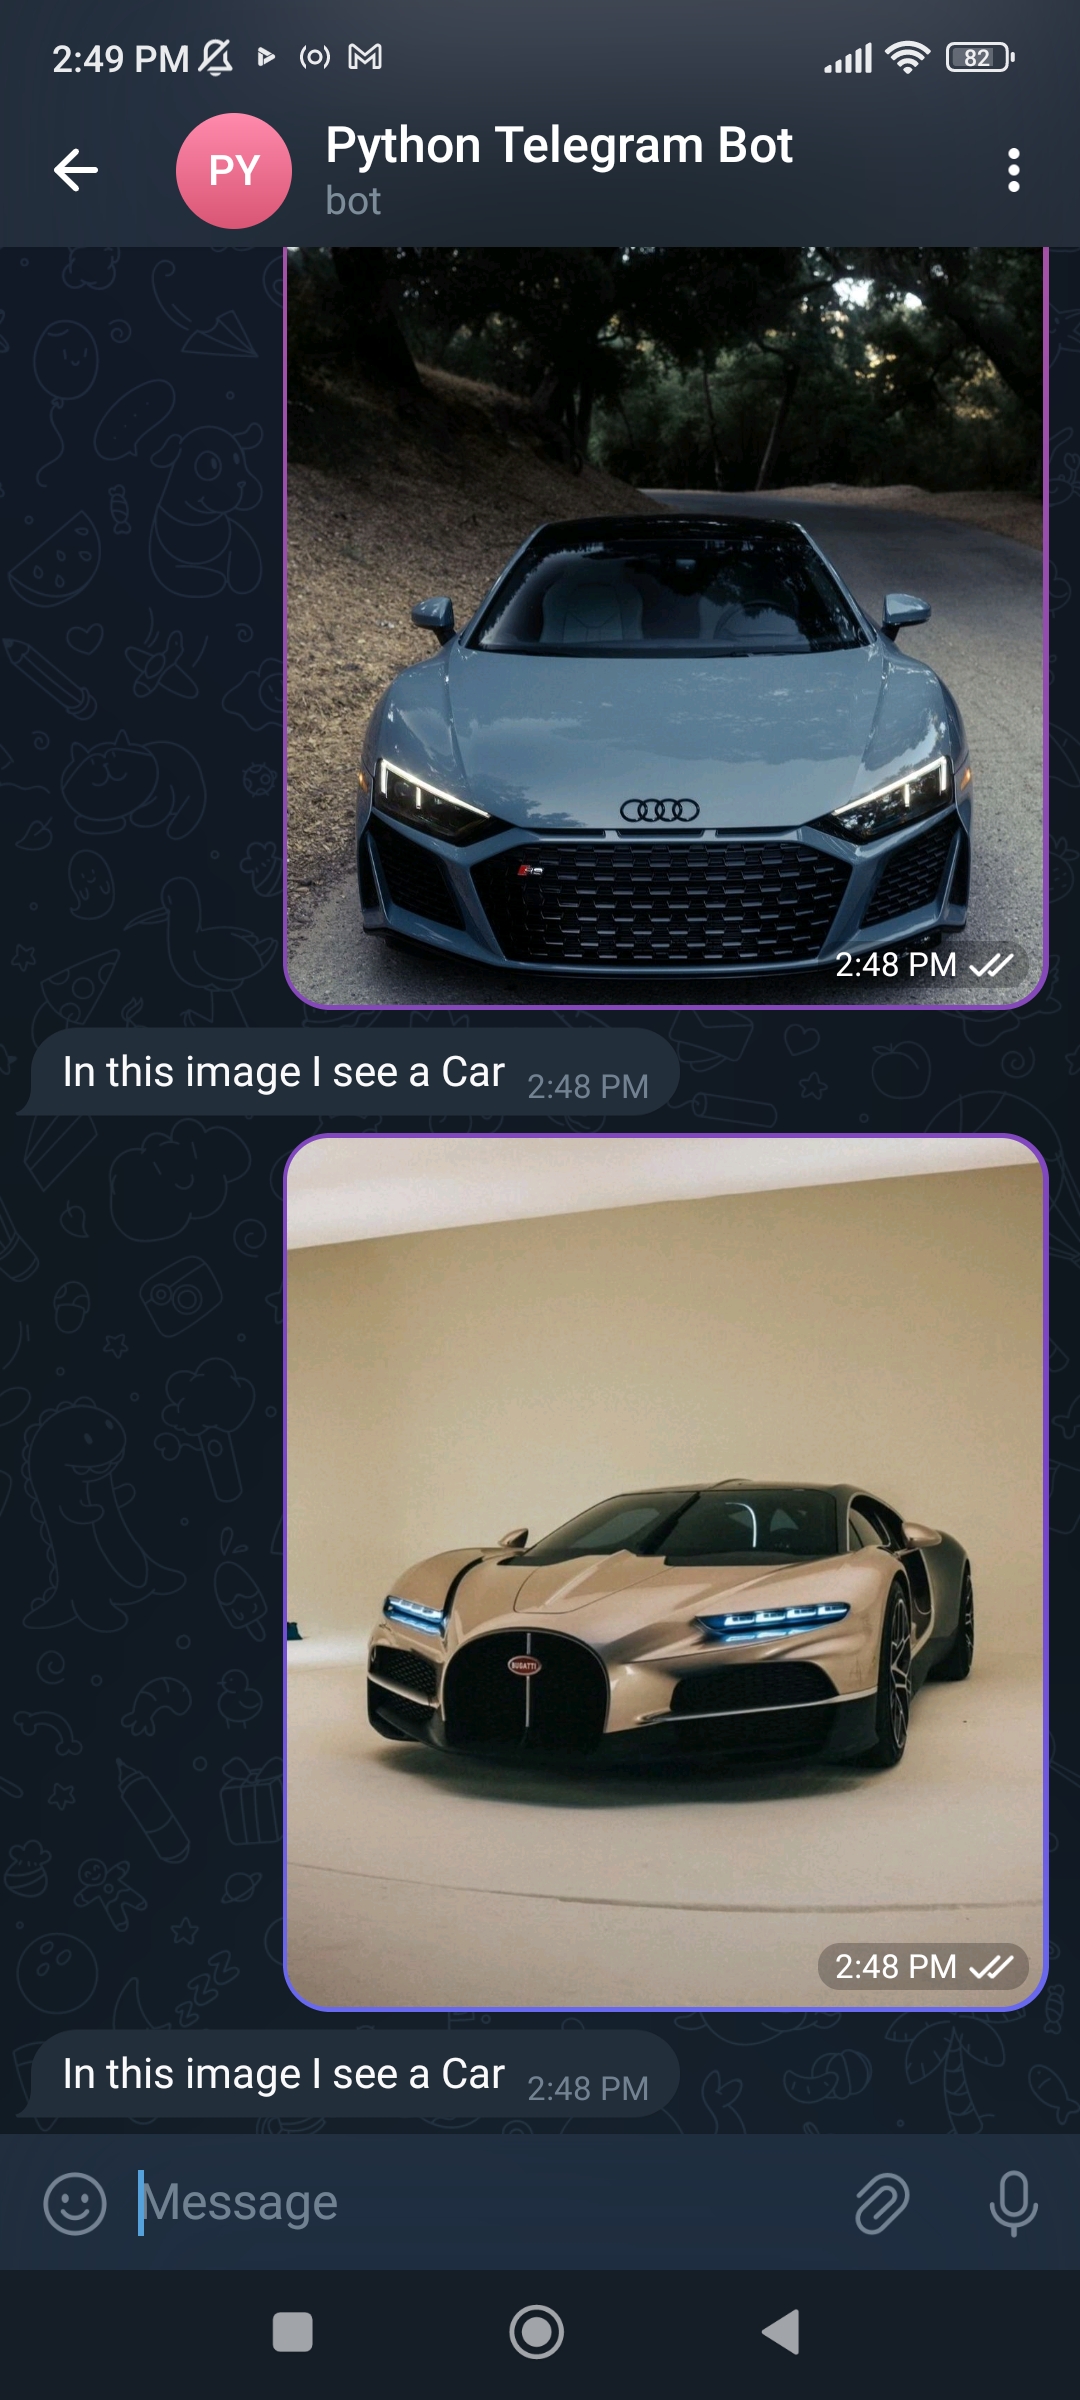 2:49 PM
82
PY
Python Telegram Bot
bot
2:48 PM
In this image I see a Car
2:48 PM
BUGATTI
2:48 PM
In this image I see a Car
2:48 PM
Message